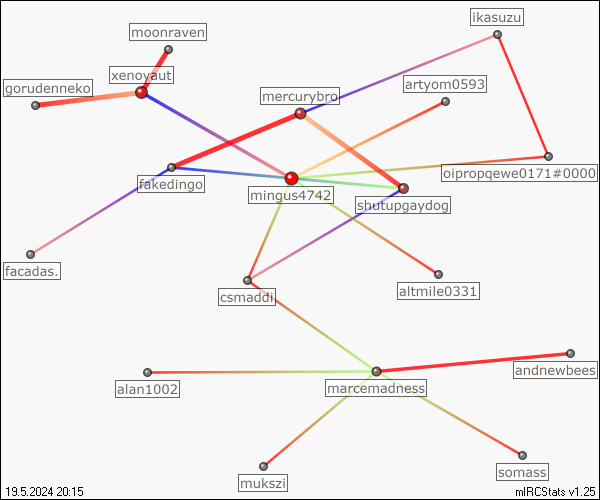 ikasuzu
moonraven
xenoyaut
gorudenneko
artyom0593
mercurybro
oipropqewe0171#0000
fakedingo
mingus4742
shutupgaydog
facadas.
csmaddi
altmile0331
andnewbees
alan1002
marcemadness
somass
mukszi
19.5.2024 20:15
mIRCStats v1.25